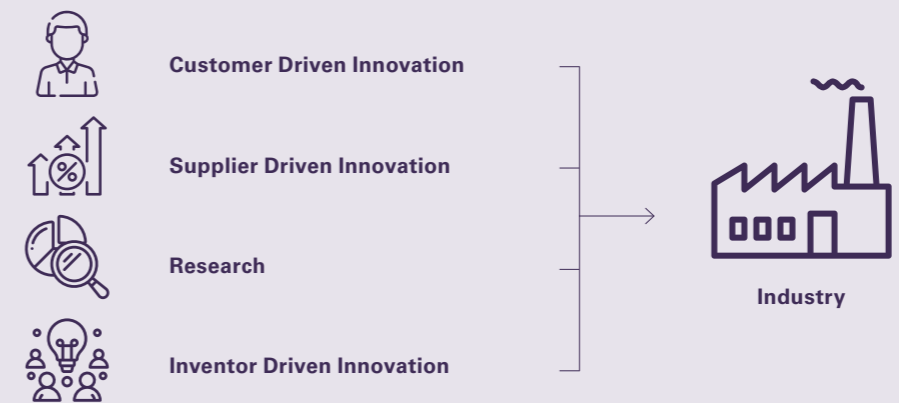 Customer Driven Innovation
Supplier Driven Innovation
%
Research
Inventor Driven Innovation
Industry